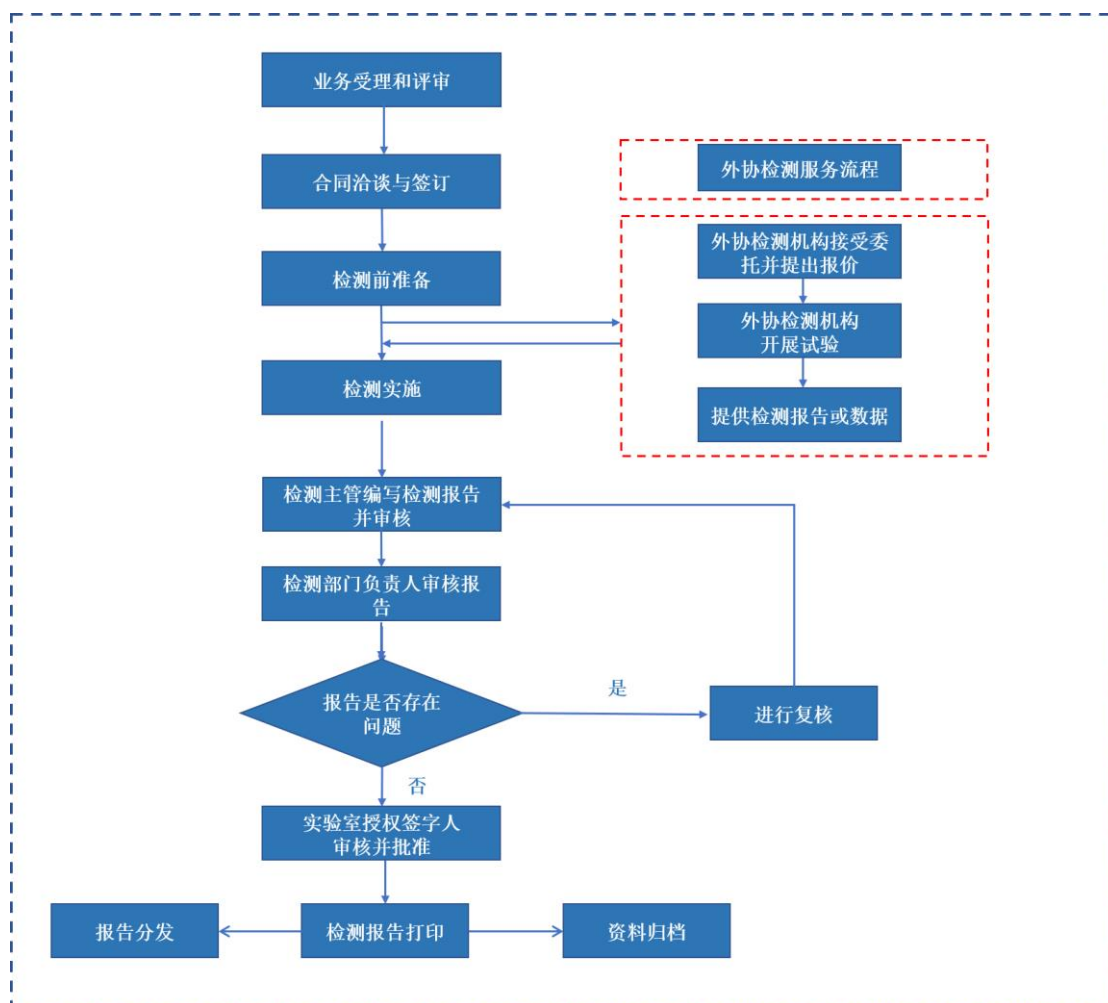 业务受理和评审
合同洽谈与签订
检测前准备
检测实施
外协检测服务流程
外协检测机构接受委
托并提出报价
外协检测机构
开展试验
提供检测报告或数据
检测主管编写检测报告
并审核
检测部门负责人审核报
告
报告是否存在
问题
是
进行复核
否
实验室授权签字人
审核并批准
报告分发
检测报告打印
资料归档